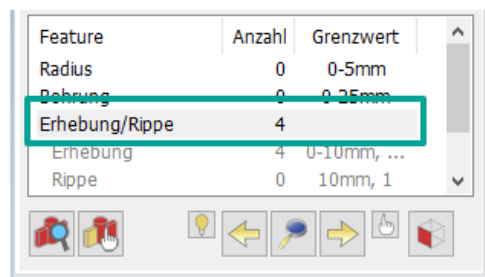 Feature Anzahl Grenzwert
Radius 0 0-5mm
Bohrung 0 0-25mm
Erhebung/Rippe 4
Erhebung 4 0-10mm, ...
Rippe 0 10mm, 1